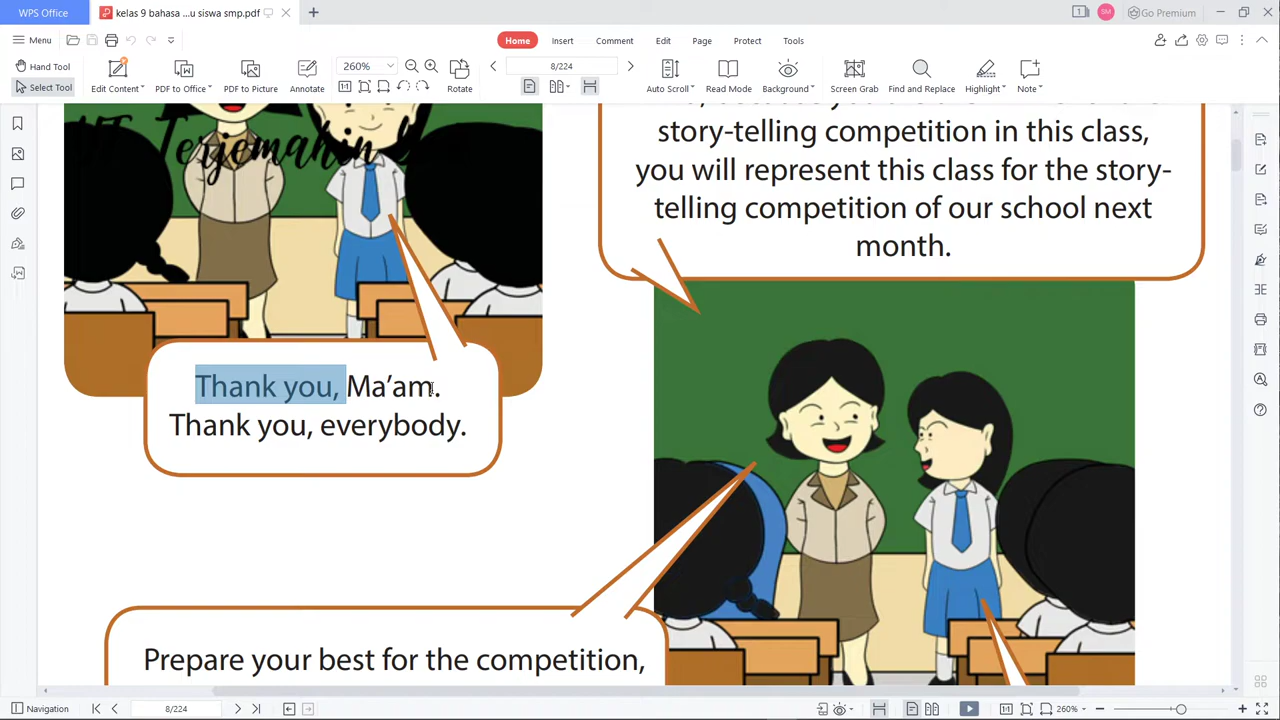 WPS Office
kelas 9 bahasa ...u siswa smp.pdf
SM
Go Premium
Menu
Home
Insert
Comment
Edit
Page
Protect
Tools
Hand Tool
Select Tool
Edit Content
PDF to Office
PDF to Picture
Annotate
260%
Rotate
8/224
Auto Scroll
Read Mode
Background
Screen Grab
Find and Replace
Highlight
Note
Terjemahin
story-telling competition in this class,
you will represent this class for the story-
telling competition of our school next
month.
Thank you, Ma’am.
Thank you, everybody.
Prepare your best for the competition,
Navigation
8/224
260%